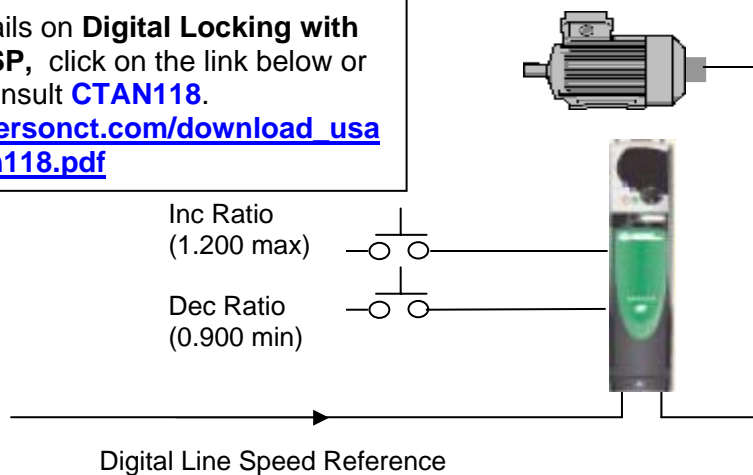 ails on Digital Locking with
SP, click on the link below or
nsult CTAN118.
ersonct.com/download_usa
n118.pdf
Inc Ratio
(1.200 max)
Dec Ratio
(0.900 min)
Digital Line Speed Reference